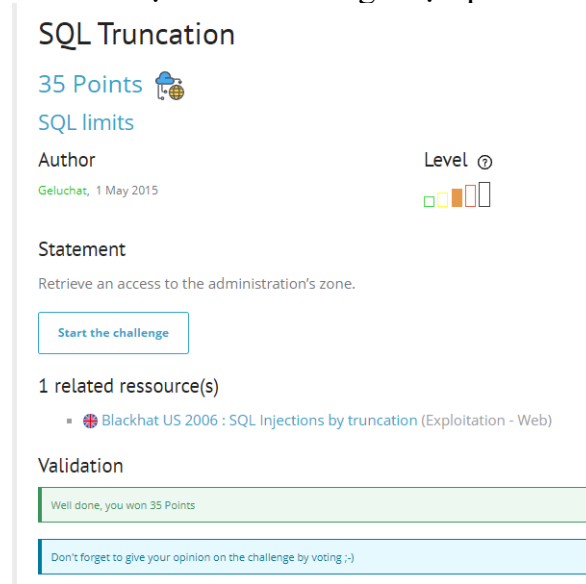 SQL Truncation
35 Points
SQL limits
Author
Level ?
Geluchat, 1 May 2015
Statement
Retrieve an access to the administration's zone.
Start the challenge
1 related ressource(s)
Blackhat US 2006 : SQL Injections by truncation (Exploitation - Web)
Validation
Well done, you won 35 Points
Don't forget to give your opinion on the challenge by voting ;-)